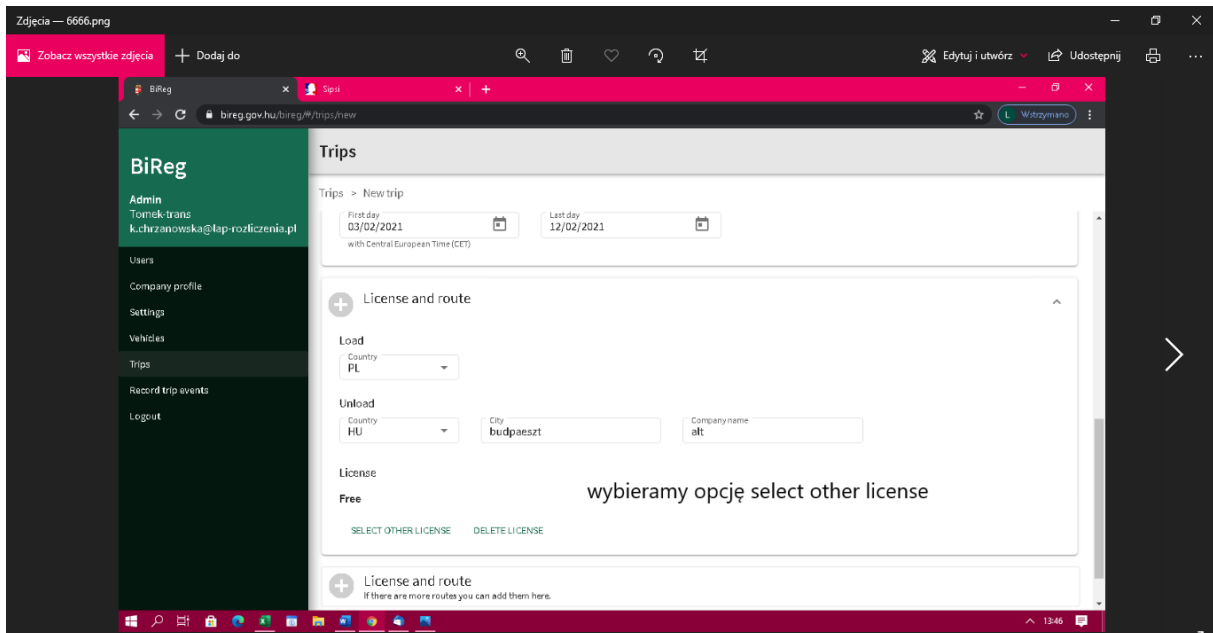 Zdjęcia — 6666.png
Zobacz wszystkie zdjęcia
Dodaj do
Edytuj i utwórz
Udostępnij
BiReg
Sipsi
bireg.gov.hu/bireg/#/trips/new
L Wstrzymano
BiReg
Admin
Tomek-trans
k.chrzanowska@lap-rozliczenia.pl
Users
Company profile
Settings
Vehicles
Trips
Record trip events
Logout
Trips
Trips > New trip
First day
03/02/2021
with Central European Time (CET)
Last day
12/02/2021
License and route
Load
Country
PL
Unload
Country
HU
City
budpaeszt
Company name
alt
License
Free
wybieramy opcję select other license
SELECT OTHER LICENSE
DELETE LICENSE
License and route
If there are more routes you can add them here.
13:46